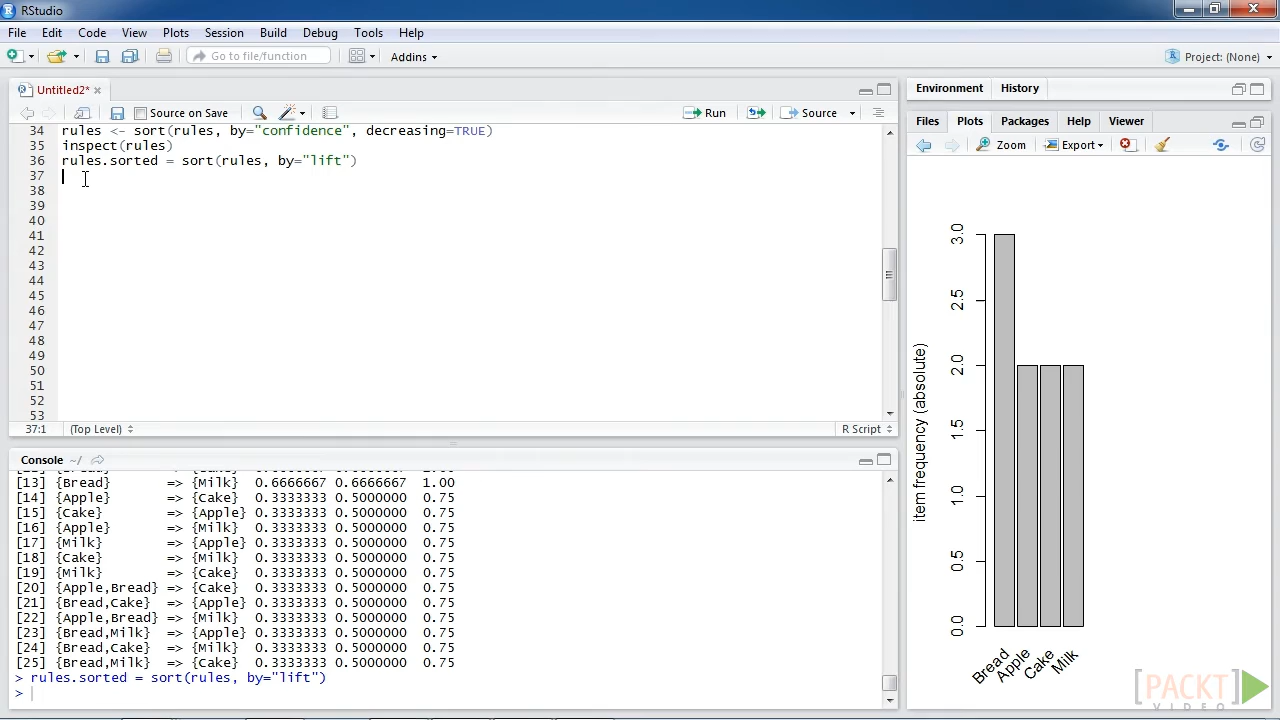 RStudio
File Edit Code View Plots Session Build Debug Tools Help
Go to file/function Addins Project: (None)
Untitled2*
Source on Save Run Source
34 rules <- sort(rules, by="confidence", decreasing=TRUE)
35 inspect(rules)
36 rules.sorted = sort(rules, by="lift")
37
38
39
40
41
42
43
44
45
46
47
48
49
50
51
52
53
37:1 (Top Level) R Script
Console ~/
[13] {Bread} => {Milk} 0.6666667 0.6666667 1.00
[14] {Apple} => {Cake} 0.3333333 0.5000000 0.75
[15] {Cake} => {Apple} 0.3333333 0.5000000 0.75
[16] {Apple} => {Milk} 0.3333333 0.5000000 0.75
[17] {Milk} => {Apple} 0.3333333 0.5000000 0.75
[18] {Cake} => {Milk} 0.3333333 0.5000000 0.75
[19] {Milk} => {Cake} 0.3333333 0.5000000 0.75
[20] {Apple,Bread} => {Cake} 0.3333333 0.5000000 0.75
[21] {Bread,Cake} => {Apple} 0.3333333 0.5000000 0.75
[22] {Apple,Bread} => {Milk} 0.3333333 0.5000000 0.75
[23] {Bread,Milk} => {Apple} 0.3333333 0.5000000 0.75
[24] {Bread,Cake} => {Milk} 0.3333333 0.5000000 0.75
[25] {Bread,Milk} => {Cake} 0.3333333 0.5000000 0.75
> rules.sorted = sort(rules, by="lift")
>
Environment History
Files Plots Packages Help Viewer
Zoom Export
item frequency (absolute)
3.0
2.5
2.0
1.5
1.0
0.5
0.0
Bread Apple Cake Milk
[PACKT]
VIDEO